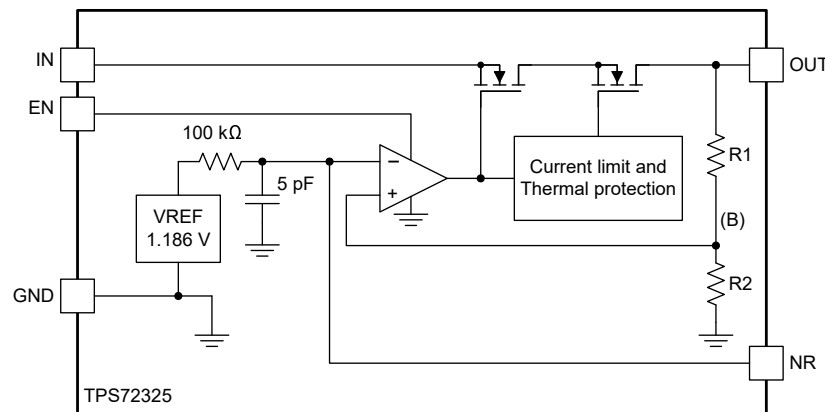 IN
OUT
EN
100 kΩ
5 pF
−
+
Current limit and
Thermal protection
R1
(B)
VREF
1.186 V
R2
GND
NR
TPS72325